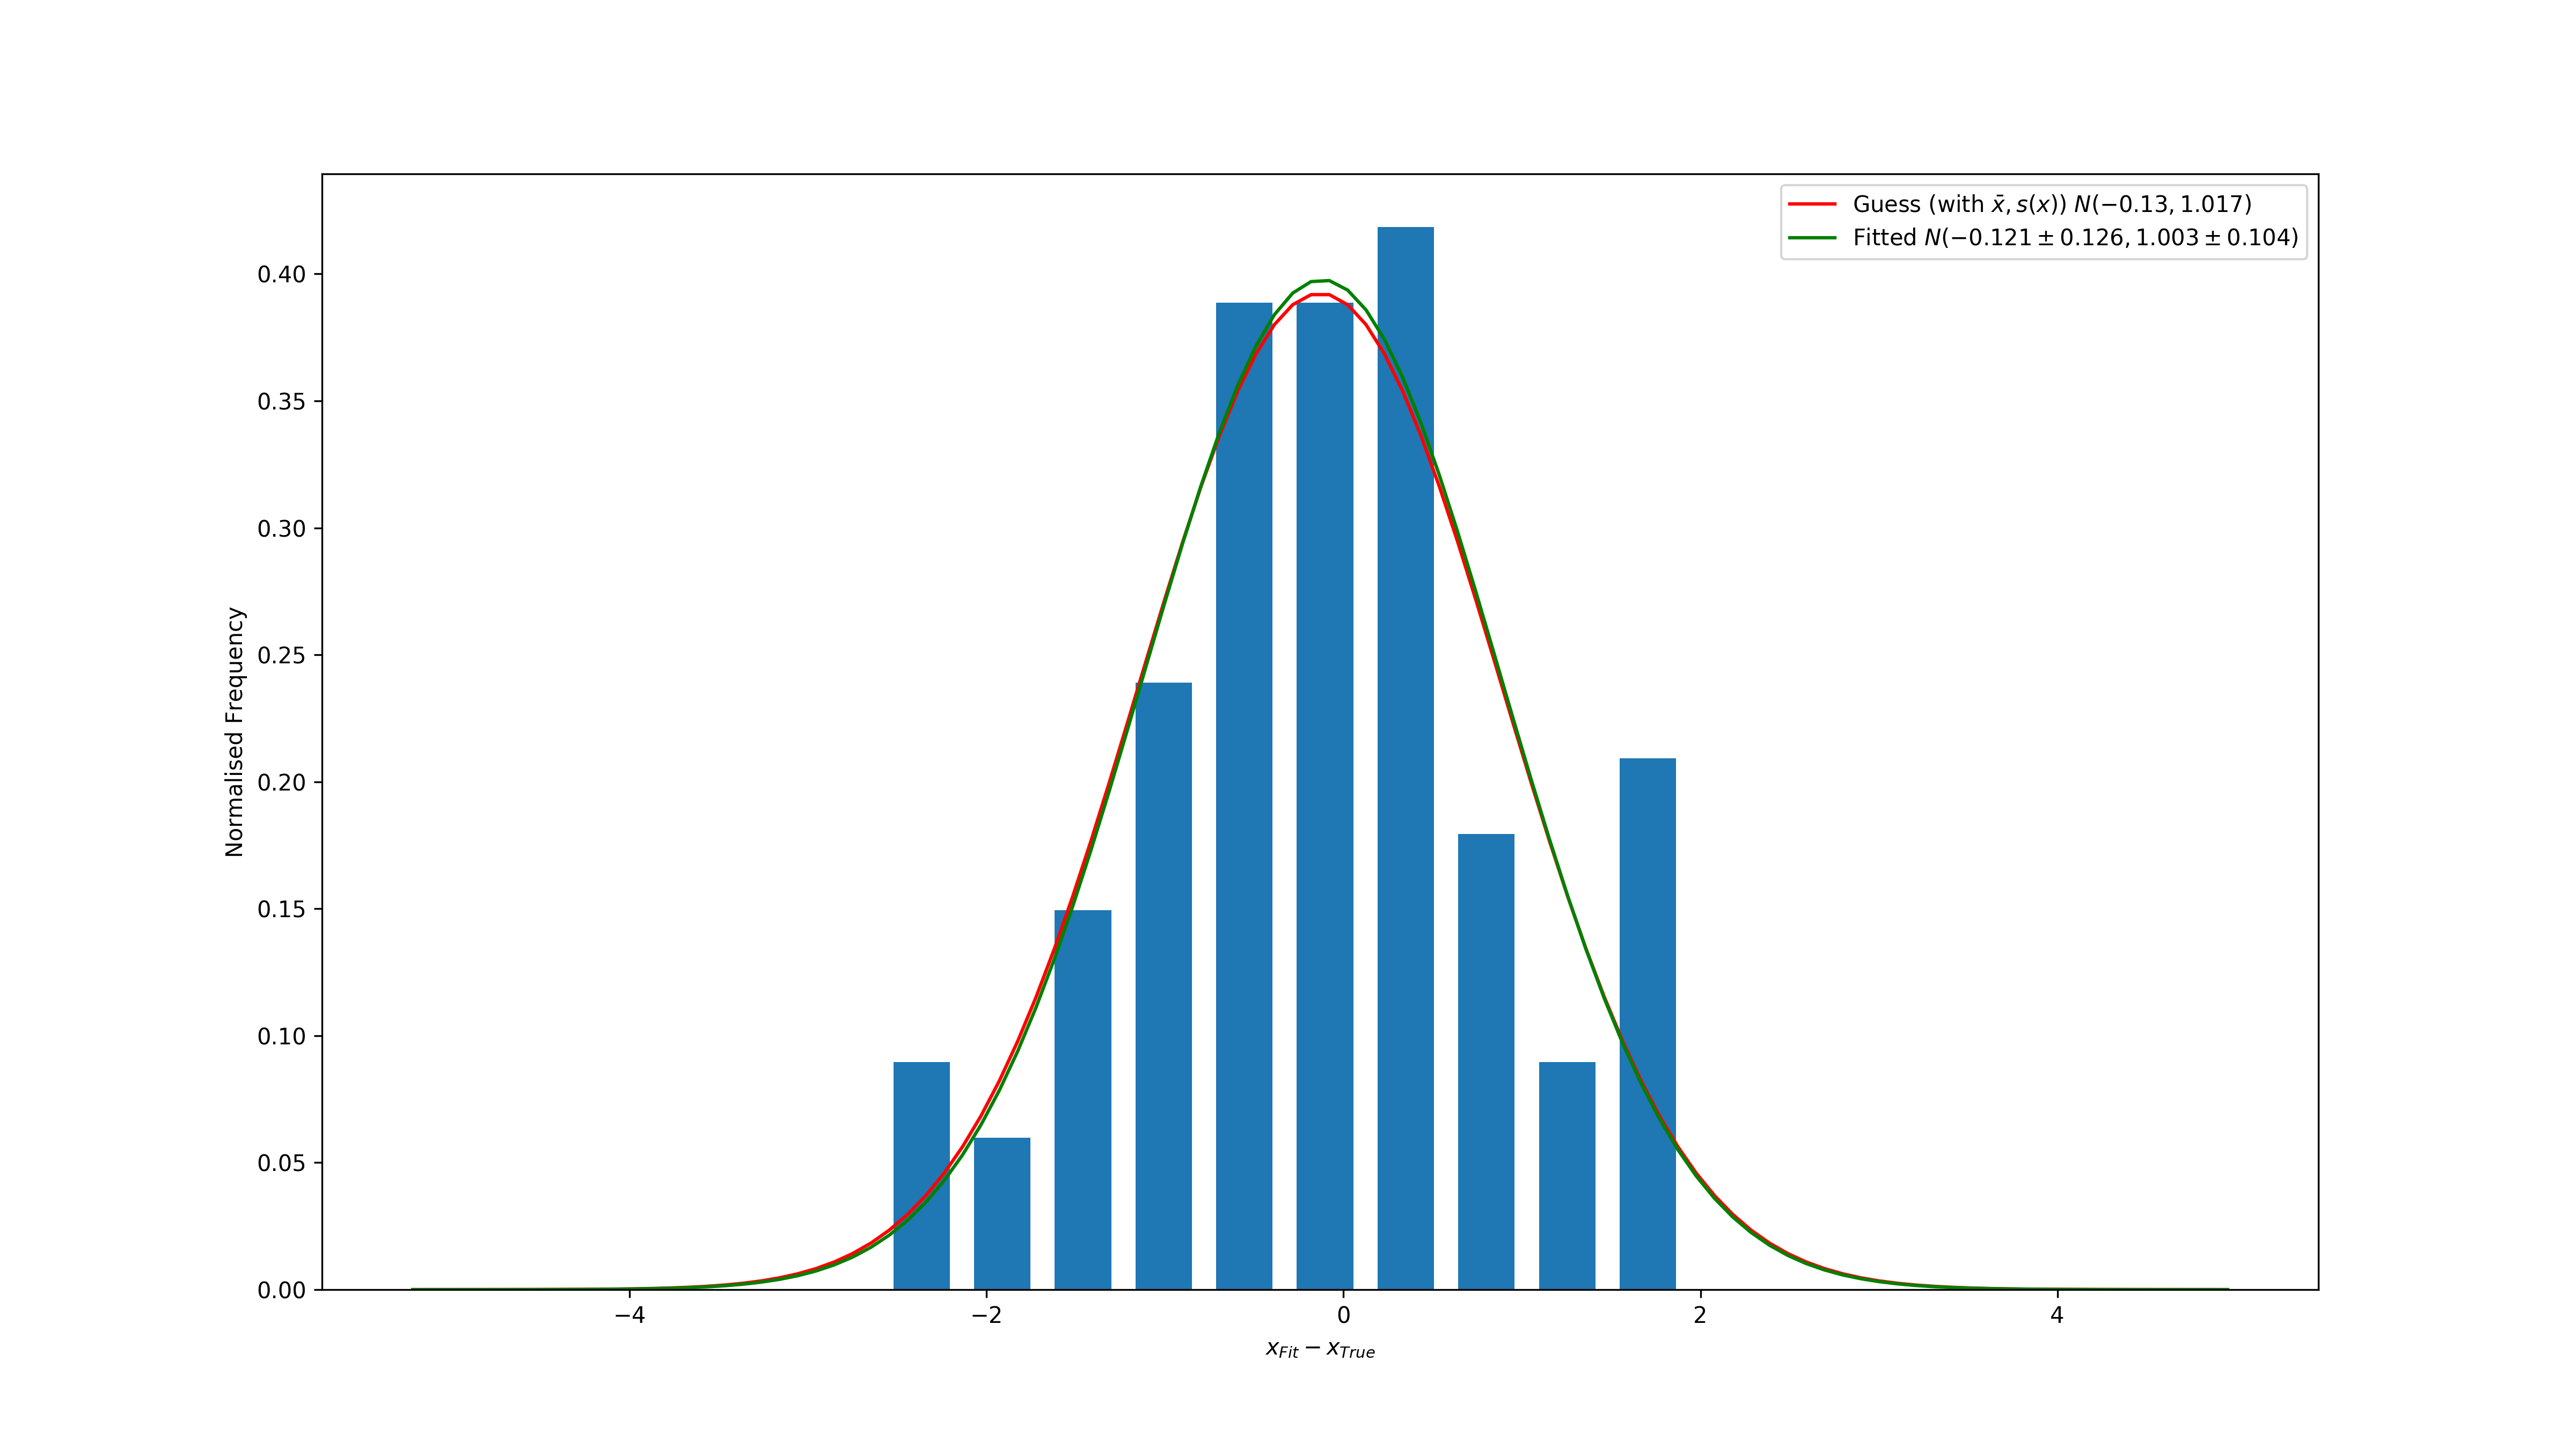 Guess (with x̄, s(x)) N(−0.13, 1.017)
Fitted N(−0.121 ± 0.126, 1.003 ± 0.104)
0.40
0.35
0.30
0.25
0.20
0.15
0.10
0.05
0.00
Normalised Frequency
−4 −2 0 2 4
x_Fit − x_True